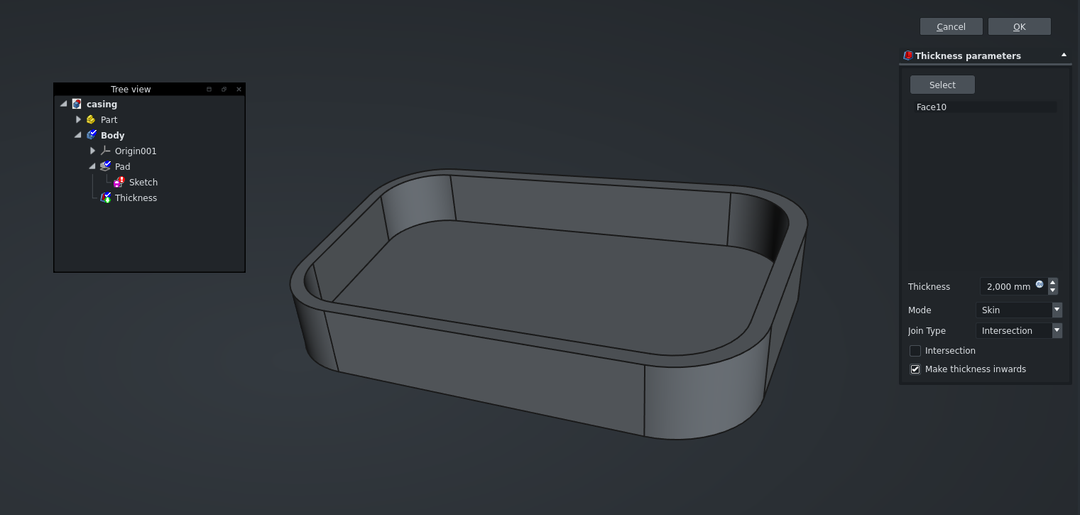 Cancel
OK
Thickness parameters
Select
Face10
Tree view
casing
Part
Body
Origin001
Pad
Sketch
Thickness
Thickness 2,000 mm
Mode Skin
Join Type Intersection
Intersection
Make thickness inwards